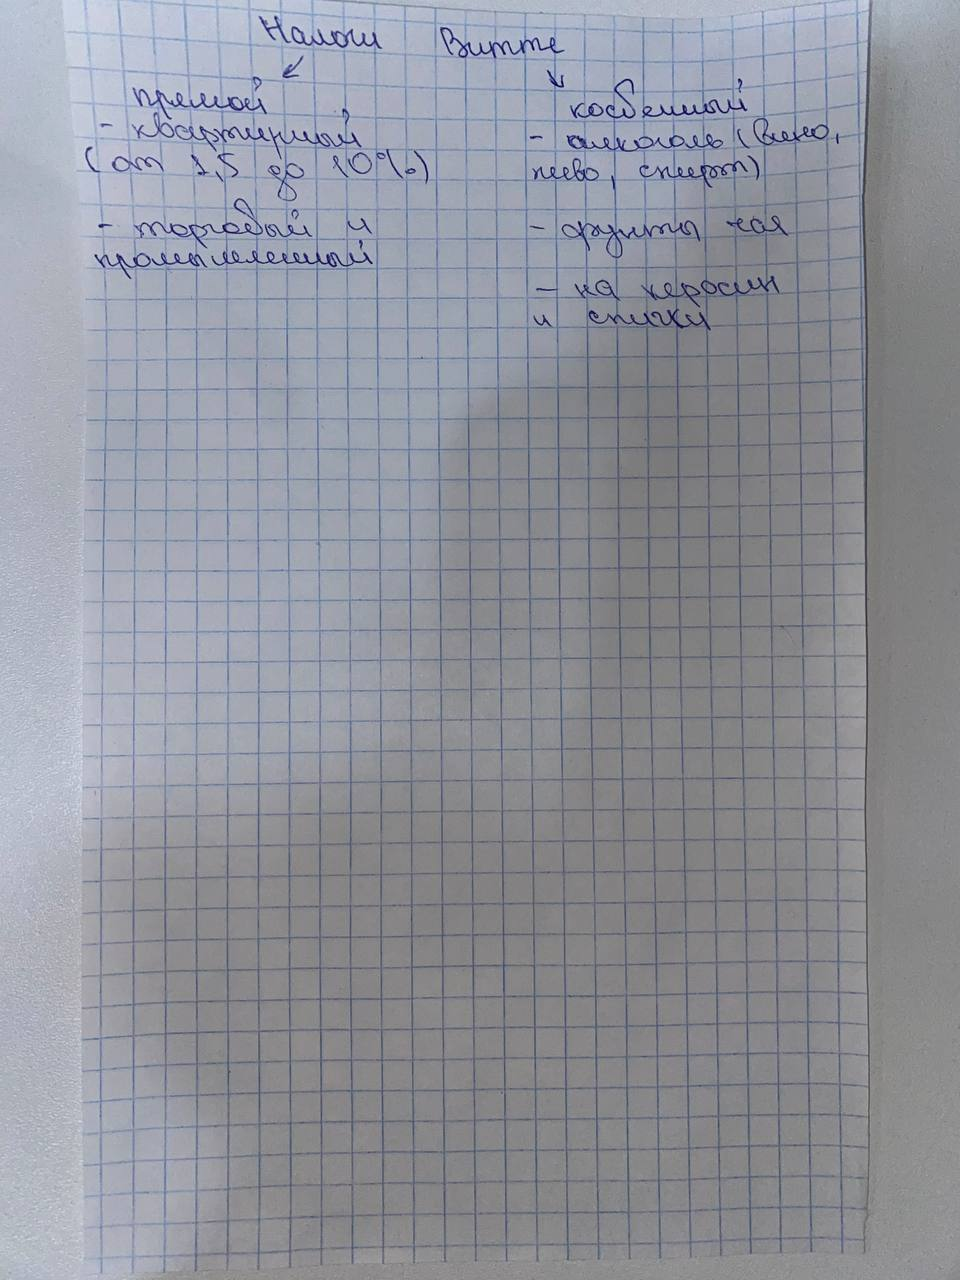 Налоги Витте
прямой
- квартирный
(от 1,5 до 10%)
- торговый и
промышленный
косвенный
- алкоголь (вино,
пиво, спирт)
- фунты чая
- на керосин
и спички